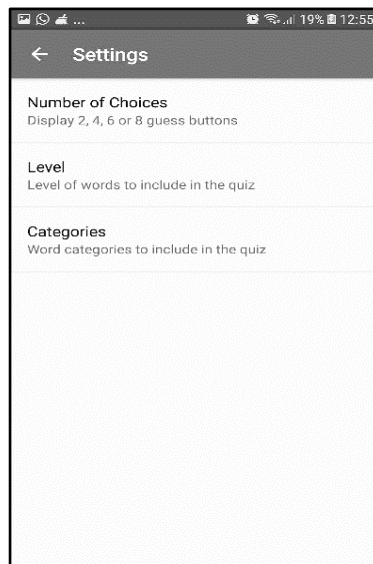 ... 19% 12:55
Settings
Number of Choices
Display 2, 4, 6 or 8 guess buttons
Level
Level of words to include in the quiz
Categories
Word categories to include in the quiz